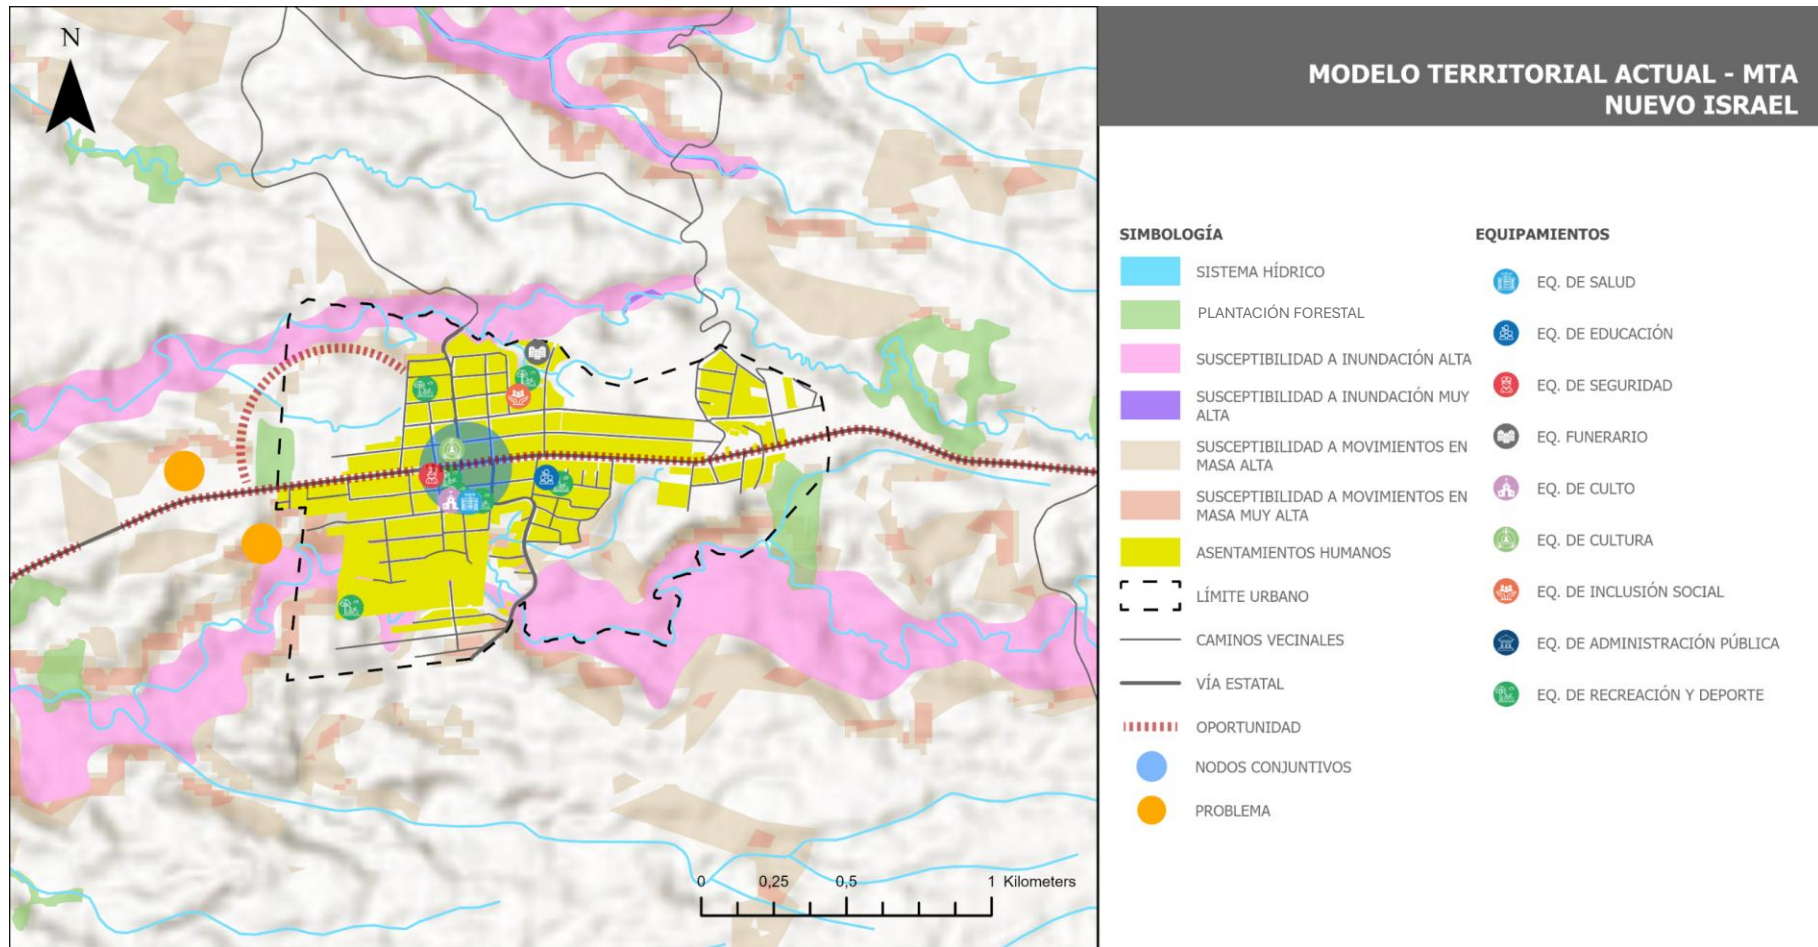 N
MODELO TERRITORIAL ACTUAL - MTA
NUEVO ISRAEL
SIMBOLOGÍA
SISTEMA HÍDRICO
PLANTACIÓN FORESTAL
SUSCEPTIBILIDAD A INUNDACIÓN ALTA
SUSCEPTIBILIDAD A INUNDACIÓN MUY
ALTA
SUSCEPTIBILIDAD A MOVIMIENTOS EN
MASA ALTA
SUSCEPTIBILIDAD A MOVIMIENTOS EN
MASA MUY ALTA
ASENTAMIENTOS HUMANOS
LÍMITE URBANO
CAMINOS VECINALES
VÍA ESTATAL
OPORTUNIDAD
NODOS CONJUNTIVOS
PROBLEMA
EQUIPAMIENTOS
EQ. DE SALUD
EQ. DE EDUCACIÓN
EQ. DE SEGURIDAD
EQ. FUNERARIO
EQ. DE CULTO
EQ. DE CULTURA
EQ. DE INCLUSIÓN SOCIAL
EQ. DE ADMINISTRACIÓN PÚBLICA
EQ. DE RECREACIÓN Y DEPORTE
0 0,25 0,5 1 Kilometers